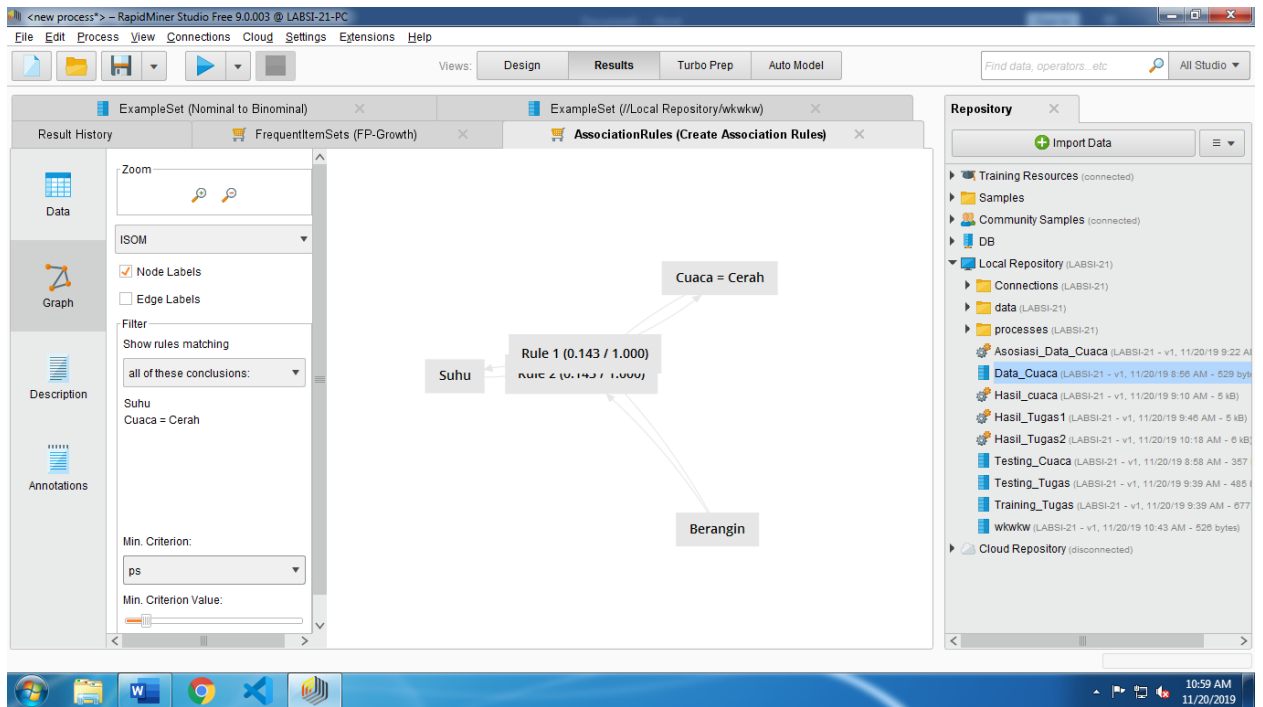 <new process*> – RapidMiner Studio Free 9.0.003 @ LABSI-21-PC
File Edit Process View Connections Cloud Settings Extensions Help
Views: Design Results Turbo Prep Auto Model
Find data, operators...etc
All Studio
ExampleSet (Nominal to Binominal)
ExampleSet (//Local Repository/wkwkw)
Result History
FrequentItemSets (FP-Growth)
AssociationRules (Create Association Rules)
Data
Graph
Description
Annotations
Zoom
ISOM
Node Labels
Edge Labels
Filter
Show rules matching
all of these conclusions:
Suhu
Cuaca = Cerah
Min. Criterion:
ps
Min. Criterion Value:
Cuaca = Cerah
Rule 1 (0.143 / 1.000)
Suhu
Rule 2 (0.143 / 1.000)
Berangin
Repository
Import Data
Training Resources (connected)
Samples
Community Samples (connected)
DB
Local Repository (LABSI-21)
Connections (LABSI-21)
data (LABSI-21)
processes (LABSI-21)
Asosiasi_Data_Cuaca (LABSI-21 - v1, 11/20/19 9:22 A
Data_Cuaca (LABSI-21 - v1, 11/20/19 8:56 AM - 529 byt
Hasil_cuaca (LABSI-21 - v1, 11/20/19 9:10 AM - 5 kB)
Hasil_Tugas1 (LABSI-21 - v1, 11/20/19 9:46 AM - 5 kB)
Hasil_Tugas2 (LABSI-21 - v1, 11/20/19 10:18 AM - 6 kB
Testing_Cuaca (LABSI-21 - v1, 11/20/19 8:58 AM - 357
Testing_Tugas (LABSI-21 - v1, 11/20/19 9:39 AM - 485
Training_Tugas (LABSI-21 - v1, 11/20/19 9:39 AM - 677
wkwkw (LABSI-21 - v1, 11/20/19 10:43 AM - 526 bytes)
Cloud Repository (disconnected)
10:59 AM
11/20/2019